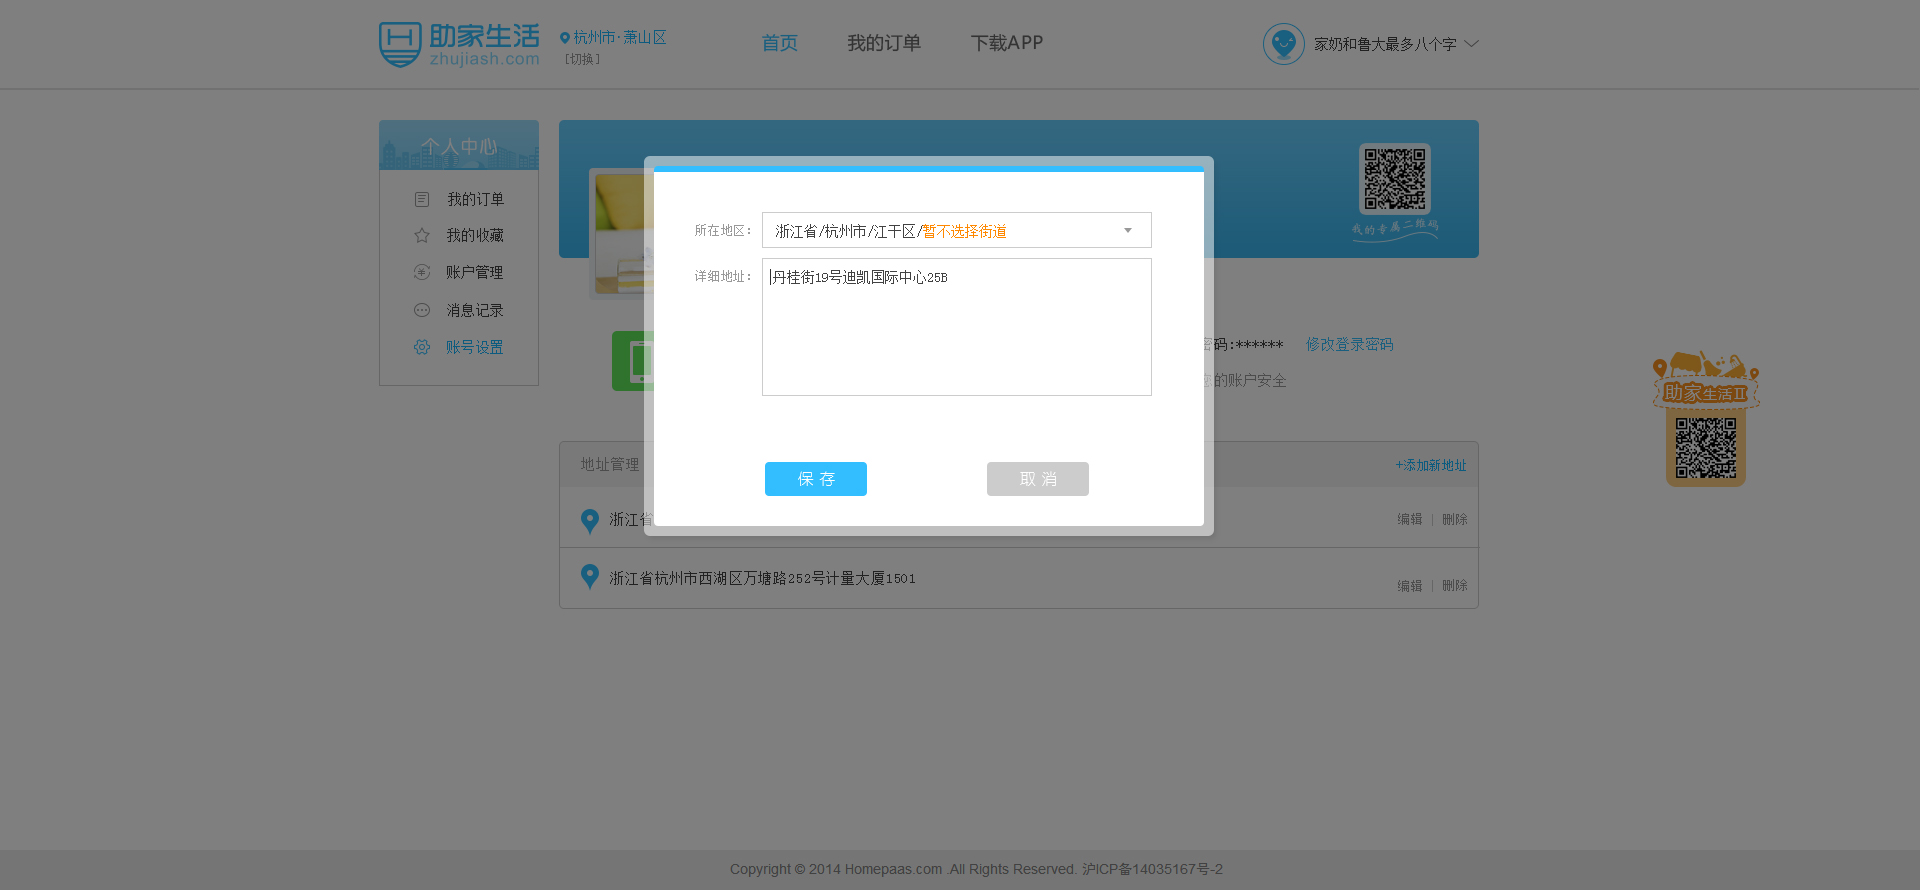 助家生活
zhujiash.com
杭州市·萧山区
[切换]
首页
我的订单
下载APP
家奶和鲁大最多八个字
个人中心
我的订单
我的收藏
账户管理
消息记录
账号设置
我的专属二维码
所在地区：
浙江省/杭州市/江干区/暂不选择街道
详细地址：
丹桂街19号迪凯国际中心25B
保存
取消
密码:******
修改登录密码
您的账户安全
助家生活II
地址管理
+添加新地址
浙江省
编辑 | 删除
浙江省杭州市西湖区万塘路252号计量大厦1501
编辑 | 删除
Copyright © 2014 Homepaas.com .All Rights Reserved. 沪ICP备14035167号-2